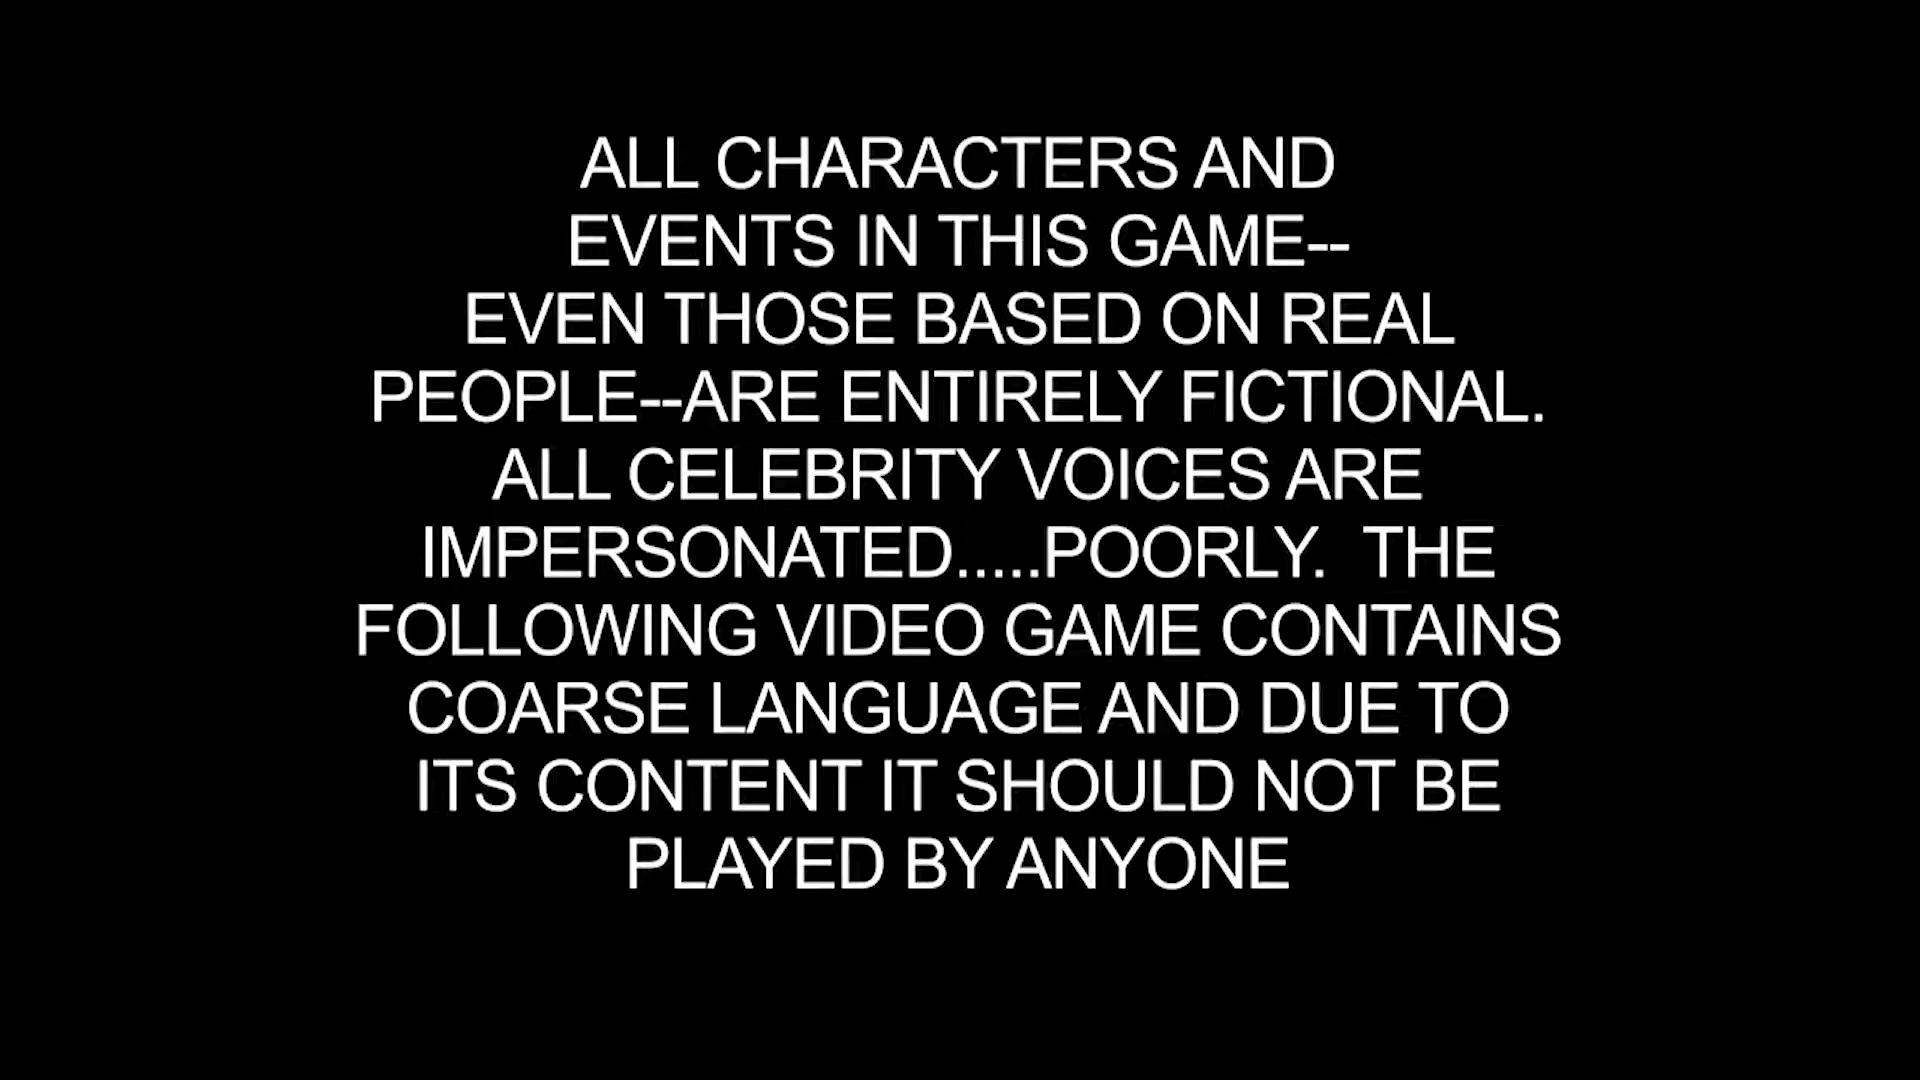 ALL CHARACTERS AND
EVENTS IN THIS GAME--
EVEN THOSE BASED ON REAL
PEOPLE--ARE ENTIRELY FICTIONAL.
ALL CELEBRITY VOICES ARE
IMPERSONATED.....POORLY.  THE
FOLLOWING VIDEO GAME CONTAINS
COARSE LANGUAGE AND DUE TO
ITS CONTENT IT SHOULD NOT BE
PLAYED BY ANYONE